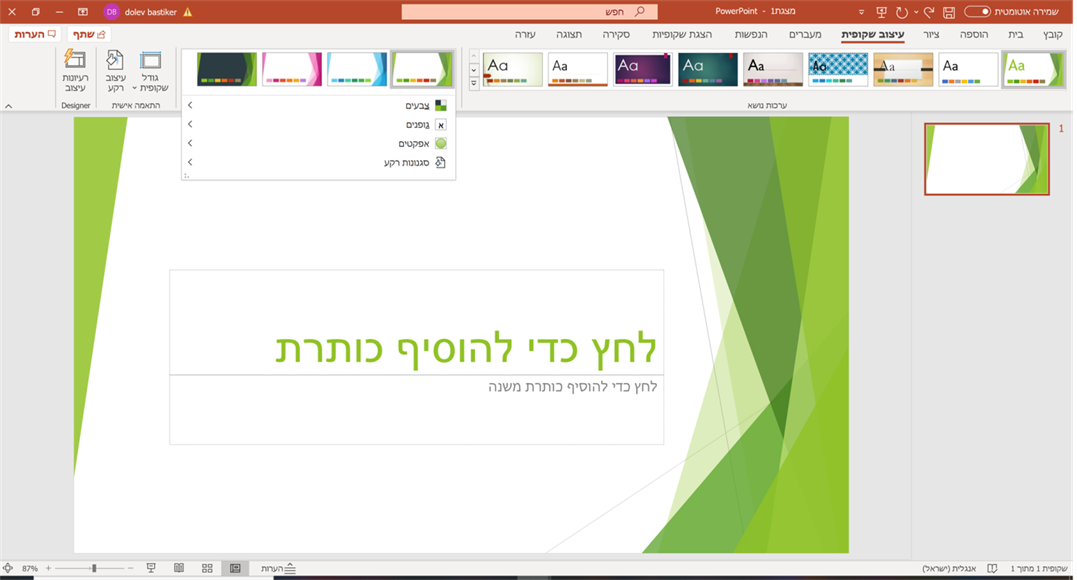 שמירה אוטומטית
מצגת1 - PowerPoint
חפש
dolev bastiker
DB
קובץ
בית
הוספה
ציור
עיצוב שקופית
מעברים
הנפשות
הצגת שקופיות
סקירה
תצוגה
עזרה
שתף
הערות
Aa
Aa
Aa
Aa
Aa
Aa
Aa
Aa
Aa
ערכות נושא
צבעים
גופנים
אפקטים
סגנונות רקע
גודל
שקופית
עיצוב
רקע
התאמה אישית
רעיונות
עיצוב
Designer
1
לחץ כדי להוסיף כותרת
לחץ כדי להוסיף כותרת משנה
שקופית 1 מתוך 1
אנגלית (ישראל)
הערות
87%